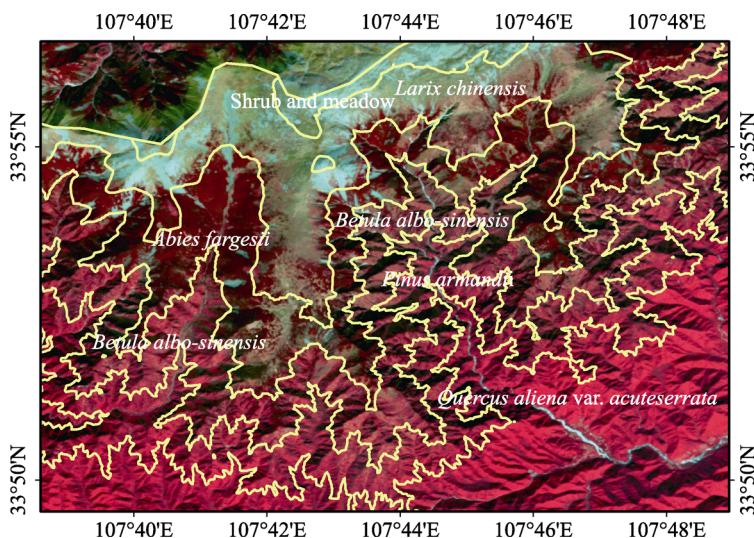 107°40'E 107°42'E 107°44'E 107°46'E 107°48'E
Larix chinensis
Shrub and meadow
33°55'N 33°55'N
Betula albo-sinensis
Abies fargesii
Pinus armandii
Betula albo-sinensis
Quercus aliena var. acuteserrata
33°50'N 33°50'N
107°40'E 107°42'E 107°44'E 107°46'E 107°48'E